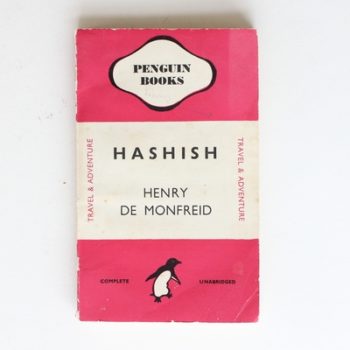 PENGUIN
BOOKS
HASHISH
HENRY
DE MONFREID
TRAVEL & ADVENTURE
TRAVEL & ADVENTURE
COMPLETE
UNABRIDGED